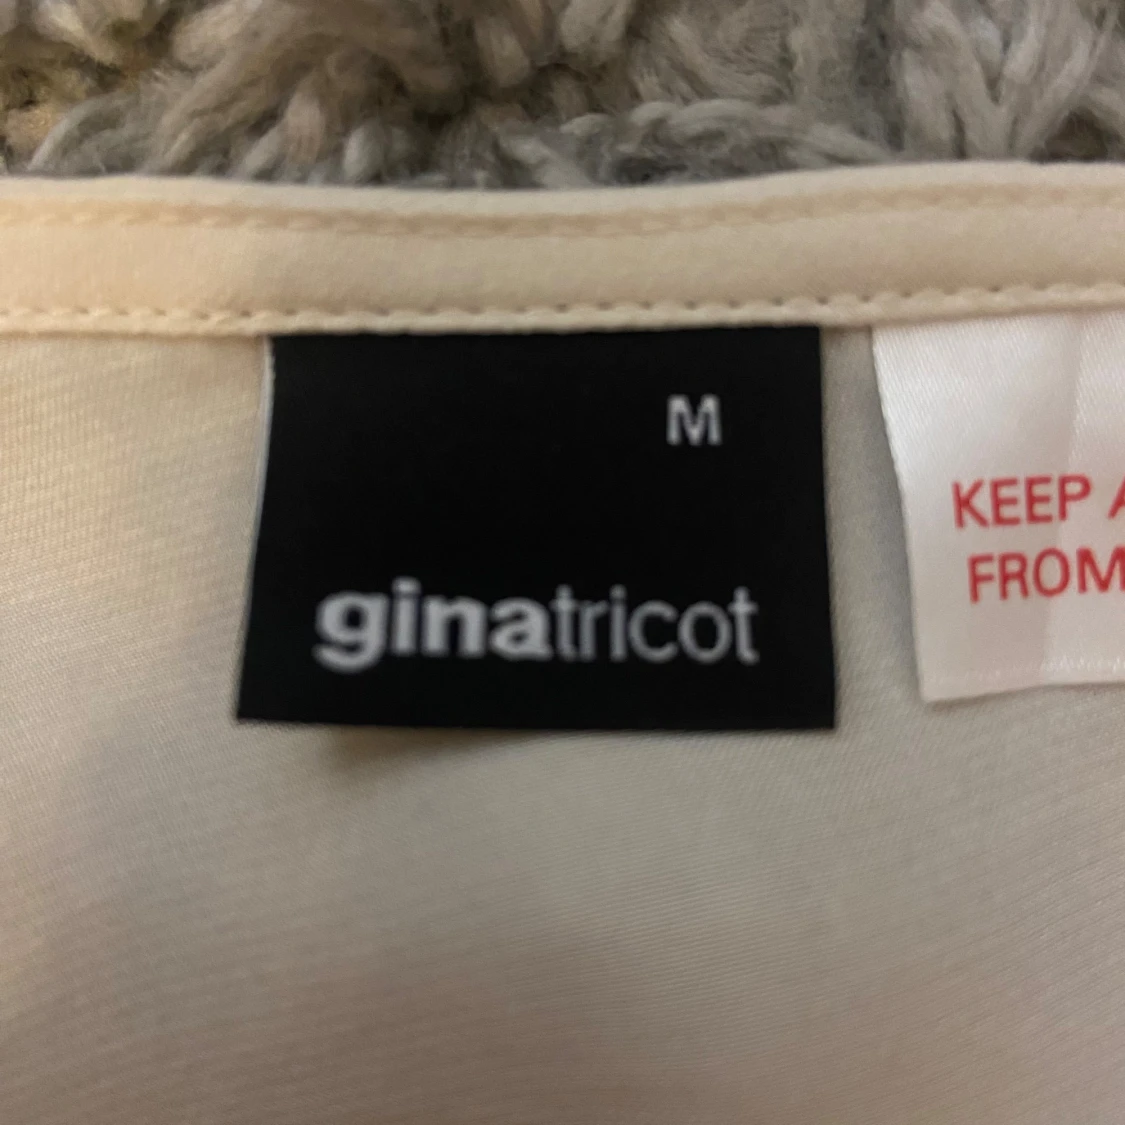 M
ginatricot
KEEP A
FROM